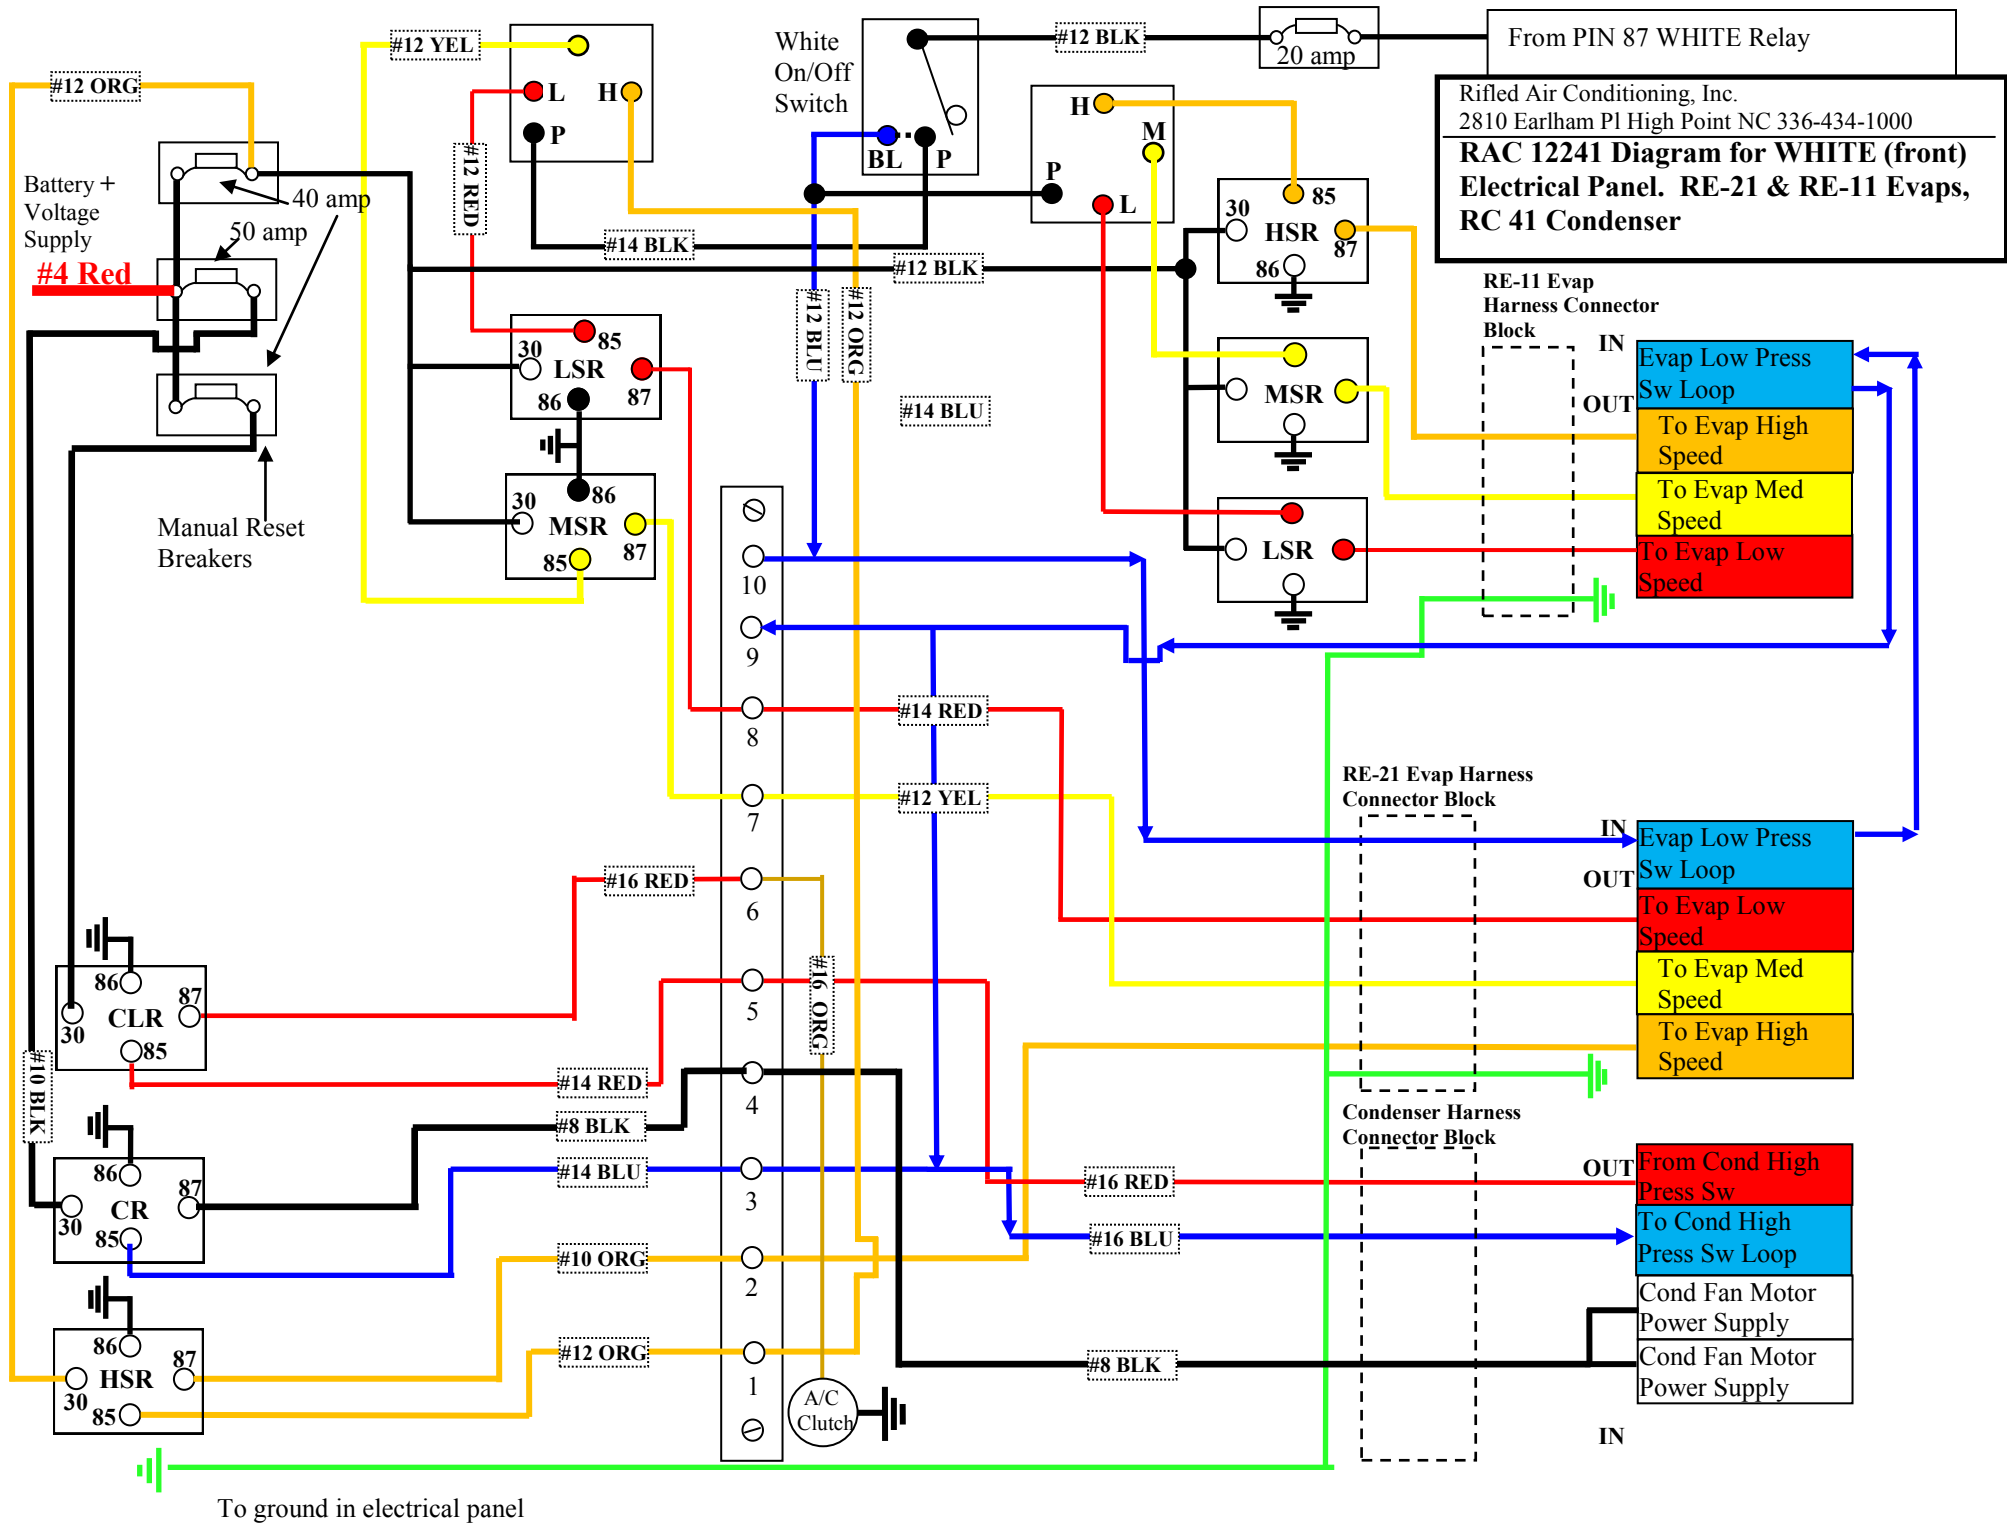 #12 YEL
#12 ORG
L
H
P
#12 RED
White
On/Off
Switch
BL
P
#12 BLK
20 amp
From PIN 87 WHITE Relay
Rifled Air Conditioning, Inc.
2810 Earlham Pl High Point NC 336-434-1000
RAC 12241 Diagram for WHITE (front)
Electrical Panel. RE-21 & RE-11 Evaps,
RC 41 Condenser
H
M
P
L
Battery +
Voltage
Supply
#4 Red
40 amp
50 amp
Manual Reset
Breakers
#14 BLK
#12 BLK
#12 BLU
#12 ORG
#14 BLU
30
85
LSR
86
87
30
86
MSR
85
87
30
85
HSR
87
86
MSR
LSR
RE-11 Evap
Harness Connector
Block
IN
OUT
Evap Low Press
Sw Loop
To Evap High
Speed
To Evap Med
Speed
To Evap Low
Speed
10
9
8
7
6
5
4
3
2
1
#14 RED
#12 YEL
#16 RED
#16 ORG
#14 RED
#8 BLK
#14 BLU
#10 ORG
#12 ORG
A/C
Clutch
RE-21 Evap Harness
Connector Block
IN
OUT
Evap Low Press
Sw Loop
To Evap Low
Speed
To Evap Med
Speed
To Evap High
Speed
86
87
CLR
30
85
#10 BLK
86
87
CR
30
85
86
87
HSR
30
85
Condenser Harness
Connector Block
OUT
#16 RED
#16 BLU
#8 BLK
From Cond High
Press Sw
To Cond High
Press Sw Loop
Cond Fan Motor
Power Supply
Cond Fan Motor
Power Supply
IN
To ground in electrical panel